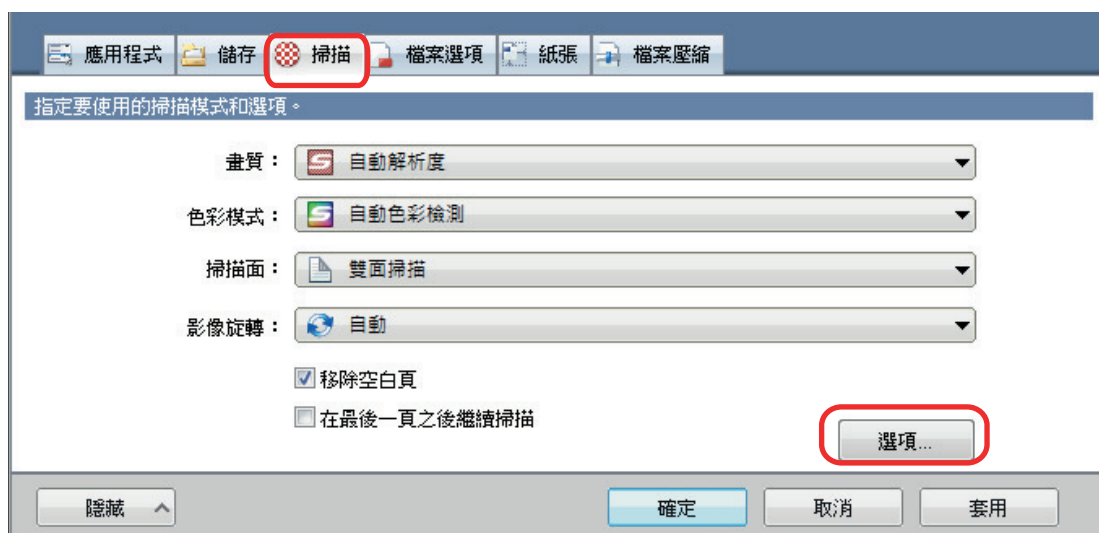 應用程式 儲存 掃描 檔案選項 紙張 檔案壓縮
指定要使用的掃描模式和選項。
畫質： 自動解析度
色彩模式： 自動色彩檢測
掃描面： 雙面掃描
影像旋轉： 自動
移除空白頁
在最後一頁之後繼續掃描
選項...
隱藏 確定 取消 套用